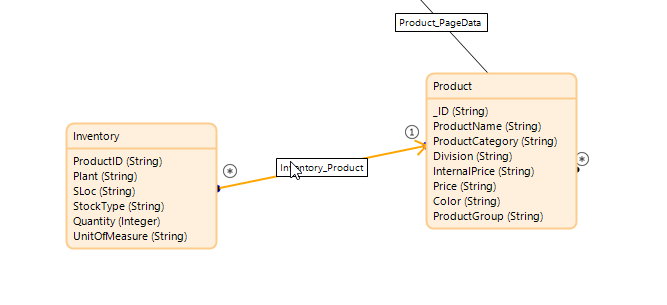 Product_PageData
Product
_ID (String)
ProductName (String)
ProductCategory (String)
Division (String)
InternalPrice (String)
Price (String)
Color (String)
ProductGroup (String)
1
*
Inventory_Product
*
Inventory
ProductID (String)
Plant (String)
SLoc (String)
StockType (String)
Quantity (Integer)
UnitOfMeasure (String)